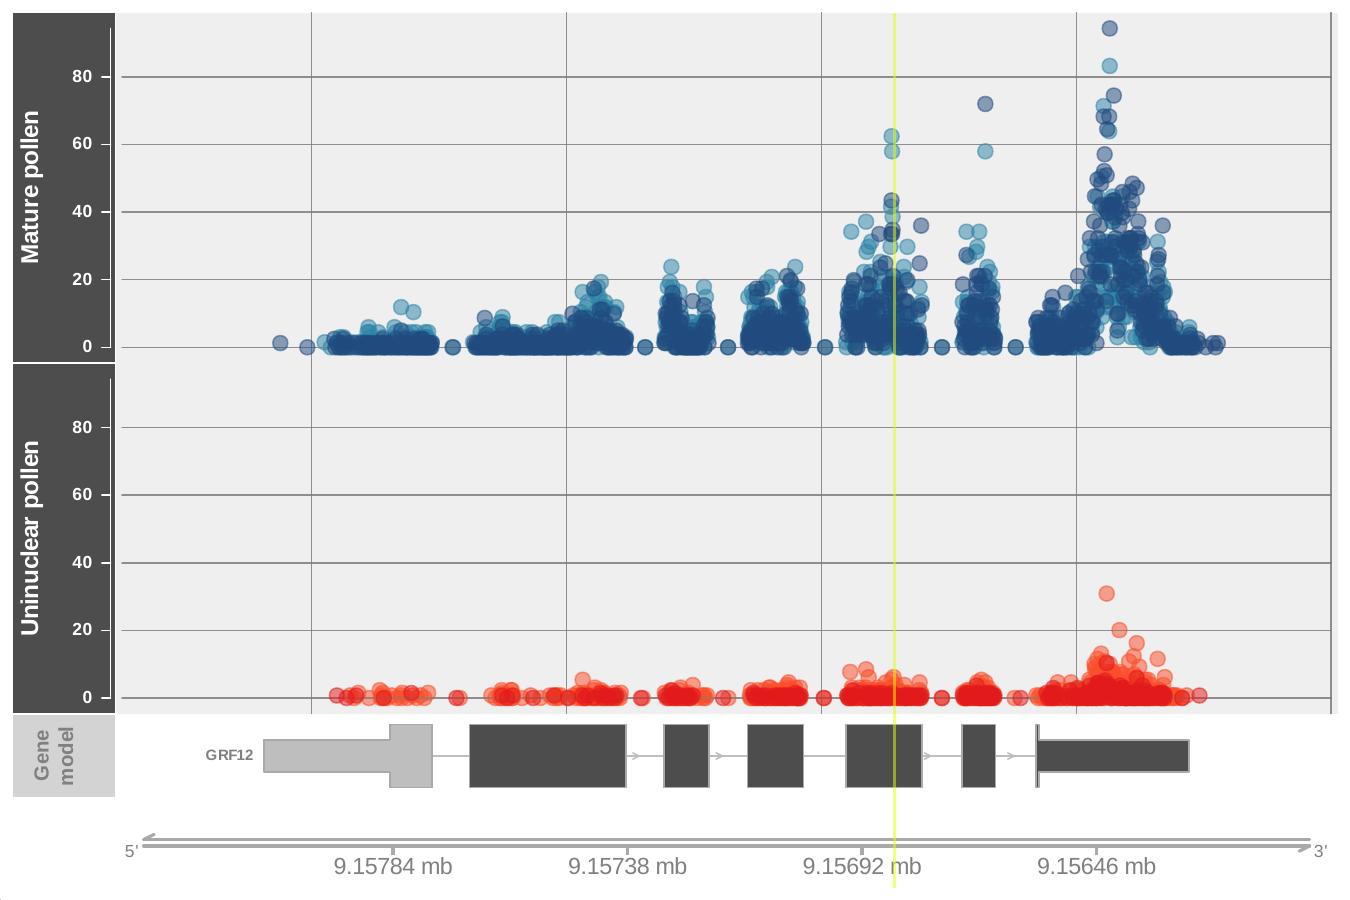 Mature pollen
80
60
40
20
0
Uninuclear pollen
80
60
40
20
0
Gene
model
GRF12
5'
3'
9.15784 mb
9.15738 mb
9.15692 mb
9.15646 mb